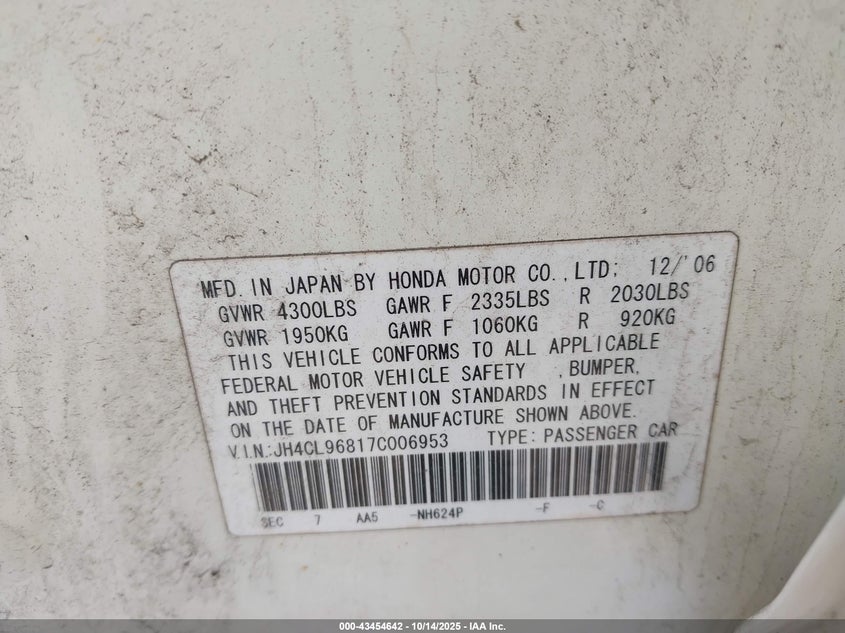 MFD. IN JAPAN BY HONDA MOTOR CO.,LTD; 12/'06
GVWR 4300LBS GAWR F 2335LBS R 2030LBS
GVWR 1950KG GAWR F 1060KG R 920KG
THIS VEHICLE CONFORMS TO ALL APPLICABLE
FEDERAL MOTOR VEHICLE SAFETY ,BUMPER,
AND THEFT PREVENTION STANDARDS IN EFFECT
ON THE DATE OF MANUFACTURE SHOWN ABOVE.
V.I.N.:JH4CL96817C006953 TYPE: PASSENGER CAR
SEC 7 AA5 -NH624P -F -C
000-43454642 | 10/14/2025 - IAA Inc.